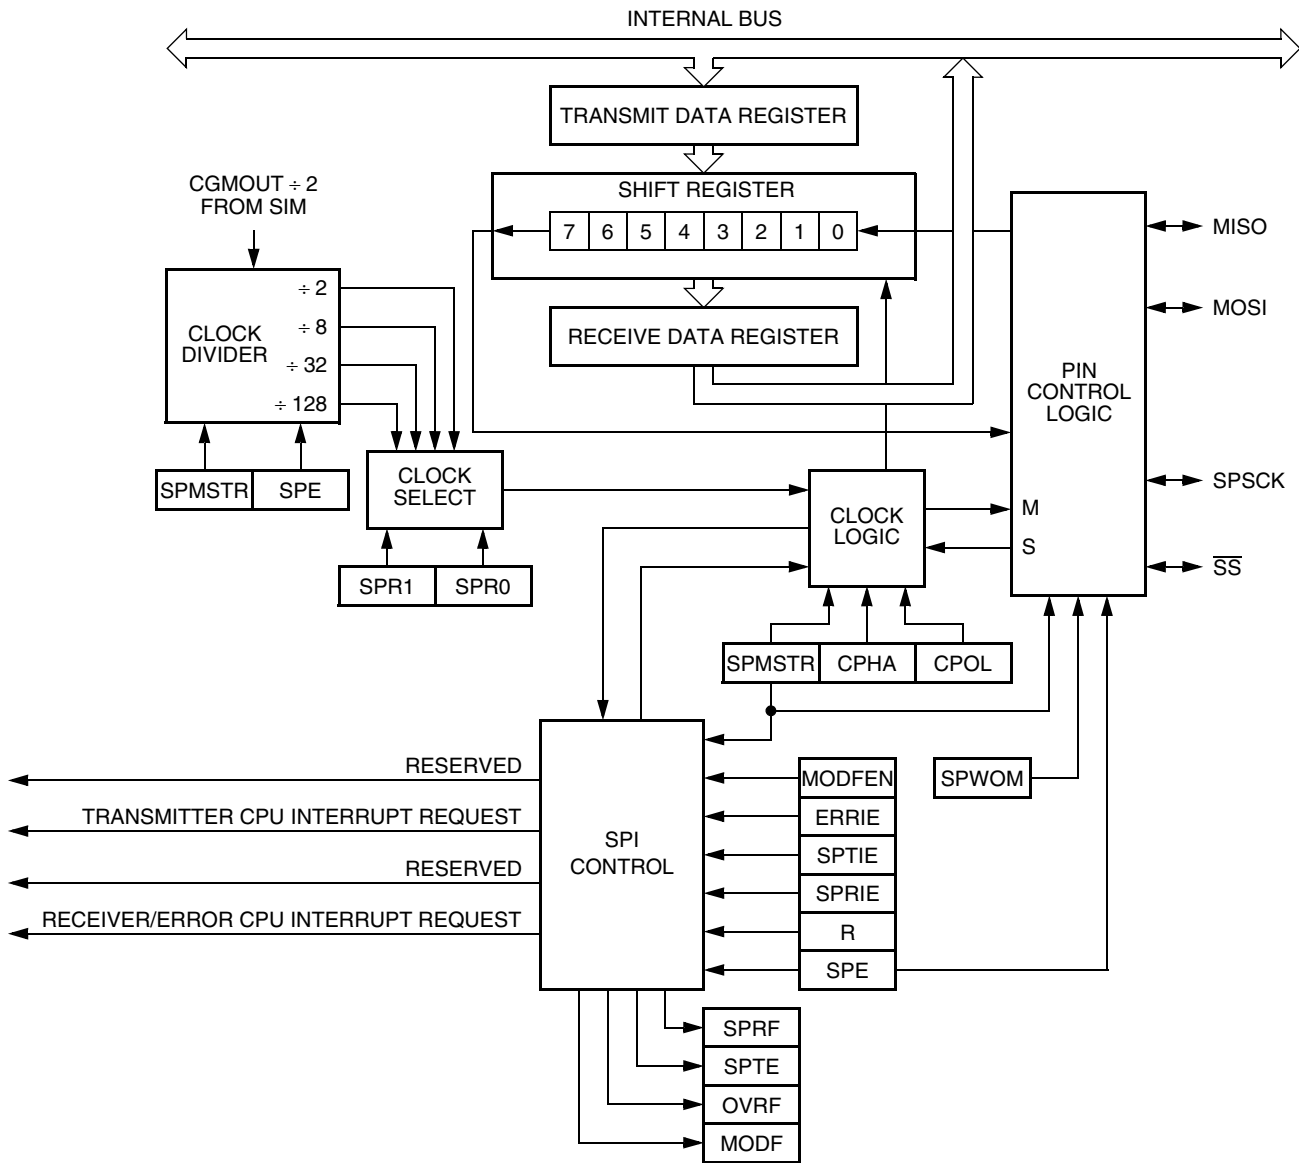 INTERNAL BUS
TRANSMIT DATA REGISTER
SHIFT REGISTER
7 6 5 4 3 2 1 0
RECEIVE DATA REGISTER
CGMOUT ÷ 2
FROM SIM
CLOCK
DIVIDER
÷ 2
÷ 8
÷ 32
÷ 128
SPMSTR SPE
CLOCK
SELECT
SPR1 SPR0
CLOCK
LOGIC
PIN
CONTROL
LOGIC
M
S
MISO
MOSI
SPSCK
SS
SPMSTR CPHA CPOL
SPWOM
MODFEN
ERRIE
SPTIE
SPRIE
R
SPE
SPI
CONTROL
RESERVED
TRANSMITTER CPU INTERRUPT REQUEST
RESERVED
RECEIVER/ERROR CPU INTERRUPT REQUEST
SPRF
SPTE
OVRF
MODF